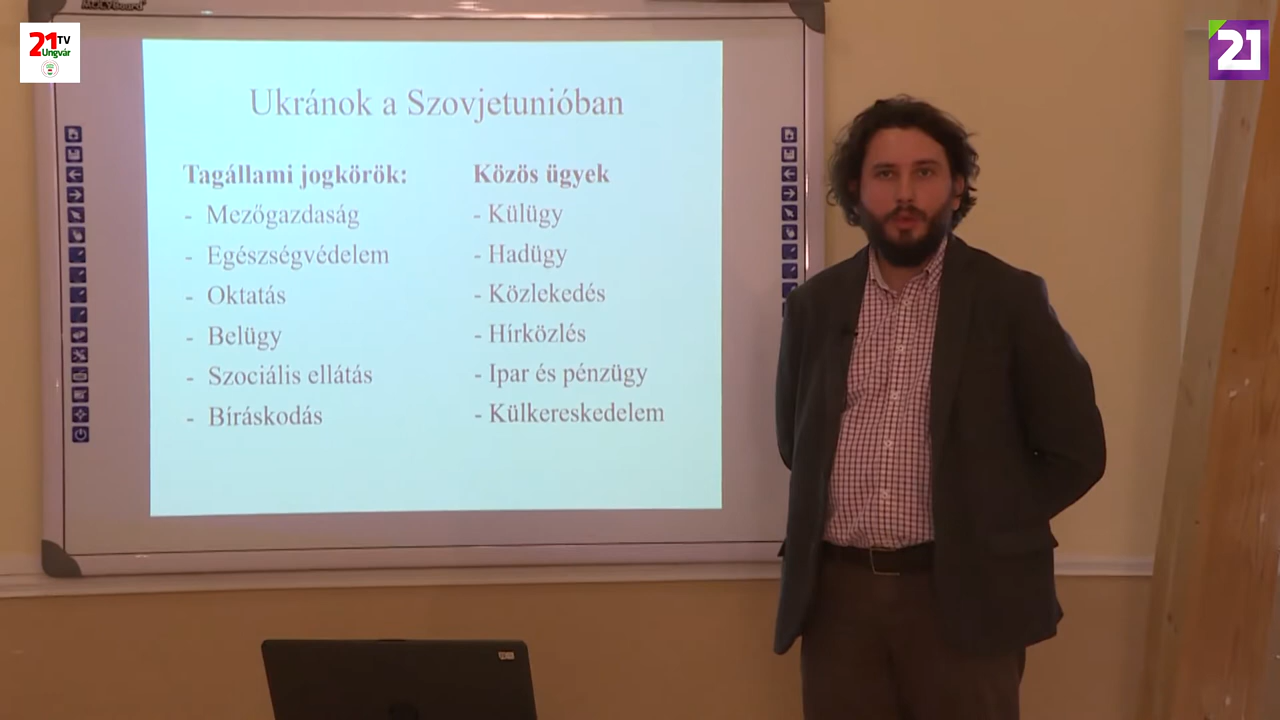 MOLYBoard
21 TV
Ungvár
21
Ukránok a Szovjetunióban
Tagállami jogkörök:
- Mezőgazdaság
- Egészségvédelem
- Oktatás
- Belügy
- Szociális ellátás
- Bíráskodás
Közös ügyek
- Külügy
- Hadügy
- Közlekedés
- Hírközlés
- Ipar és pénzügy
- Külkereskedelem